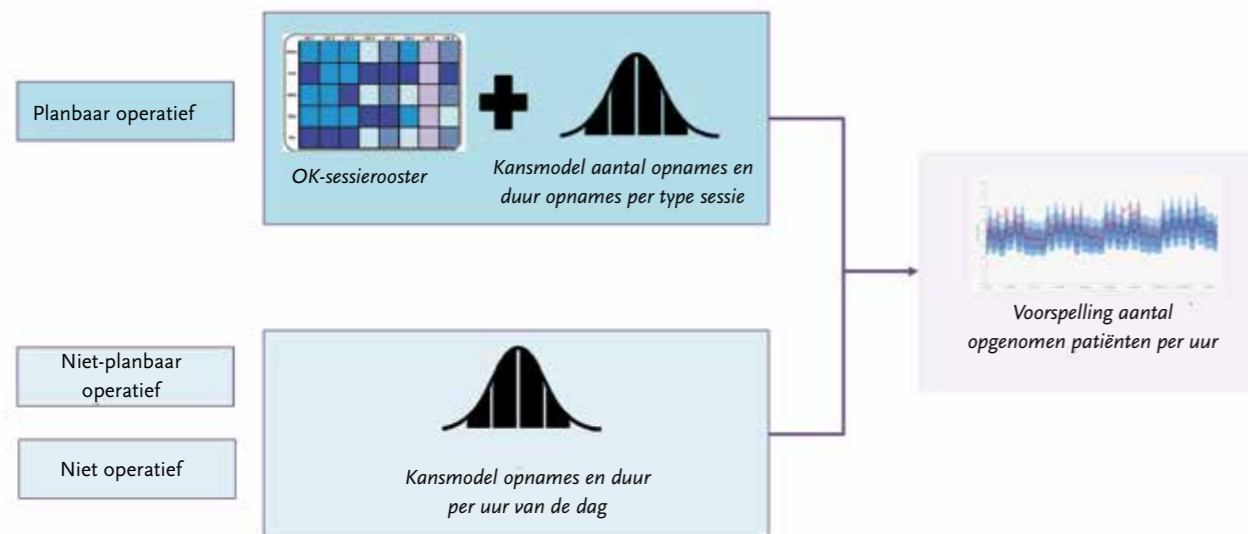 Planbaar operatief
OK-sessierooster
Kansmodel aantal opnames en
duur opnames per type sessie
Voorspelling aantal
opgenomen patiënten per uur
Niet-planbaar
operatief
Niet operatief
Kansmodel opnames en duur
per uur van de dag